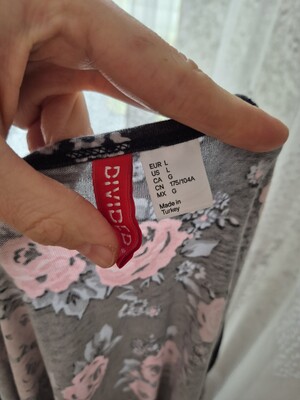 DIVIDED
EUR L
US L
CA G
CN 175/104A
MX G
Made in
Turkey